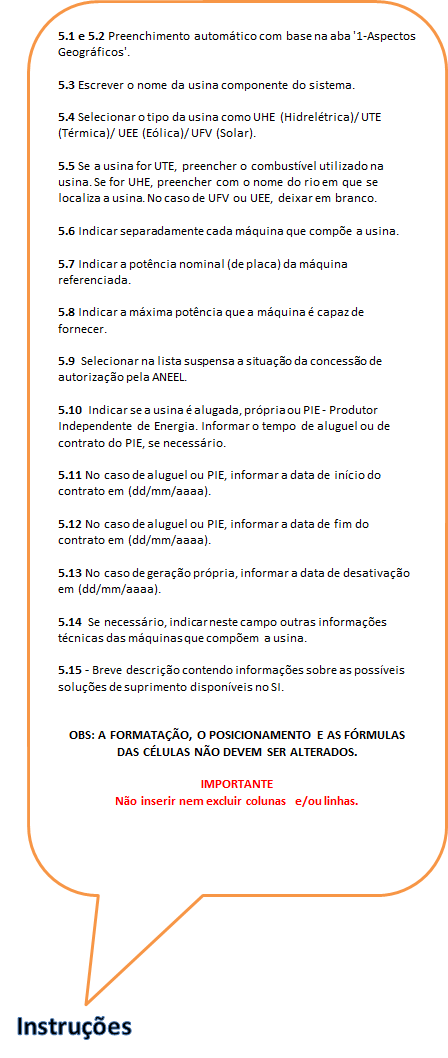 5.1 e 5.2 Preenchimento automático com base na aba '1-Aspectos
Geográficos'.
5.3 Escrever o nome da usina componente do sistema.
5.4 Selecionar o tipo da usina como UHE (Hidrelétrica)/ UTE
(Térmica)/ UEE (Eólica)/ UFV (Solar).
5.5 Se a usina for UTE, preencher o combustível utilizado na
usina. Se for UHE, preencher com o nome do rio em que se
localiza a usina. No caso de UFV ou UEE, deixar em branco.
5.6 Indicar separadamente cada máquina que compõe a usina.
5.7 Indicar a potência nominal (de placa) da máquina
referenciada.
5.8 Indicar a máxima potência que a máquina é capaz de
fornecer.
5.9 Selecionar na lista suspensa a situação da concessão de
autorização pela ANEEL.
5.10 Indicar se a usina é alugada, própria ou PIE - Produtor
Independente de Energia. Informar o tempo de aluguel ou de
contrato do PIE, se necessário.
5.11 No caso de aluguel ou PIE, informar a data de início do
contrato em (dd/mm/aaaa).
5.12 No caso de aluguel ou PIE, informar a data de fim do
contrato em (dd/mm/aaaa).
5.13 No caso de geração própria, informar a data de desativação
em (dd/mm/aaaa).
5.14 Se necessário, indicar neste campo outras informações
técnicas das máquinas que compõem a usina.
5.15 - Breve descrição contendo informações sobre as possíveis
soluções de suprimento disponíveis no SI.
OBS: A FORMATAÇÃO, O POSICIONAMENTO E AS FÓRMULAS
DAS CÉLULAS NÃO DEVEM SER ALTERADOS.
IMPORTANTE
Não inserir nem excluir colunas e/ou linhas.
Instruções